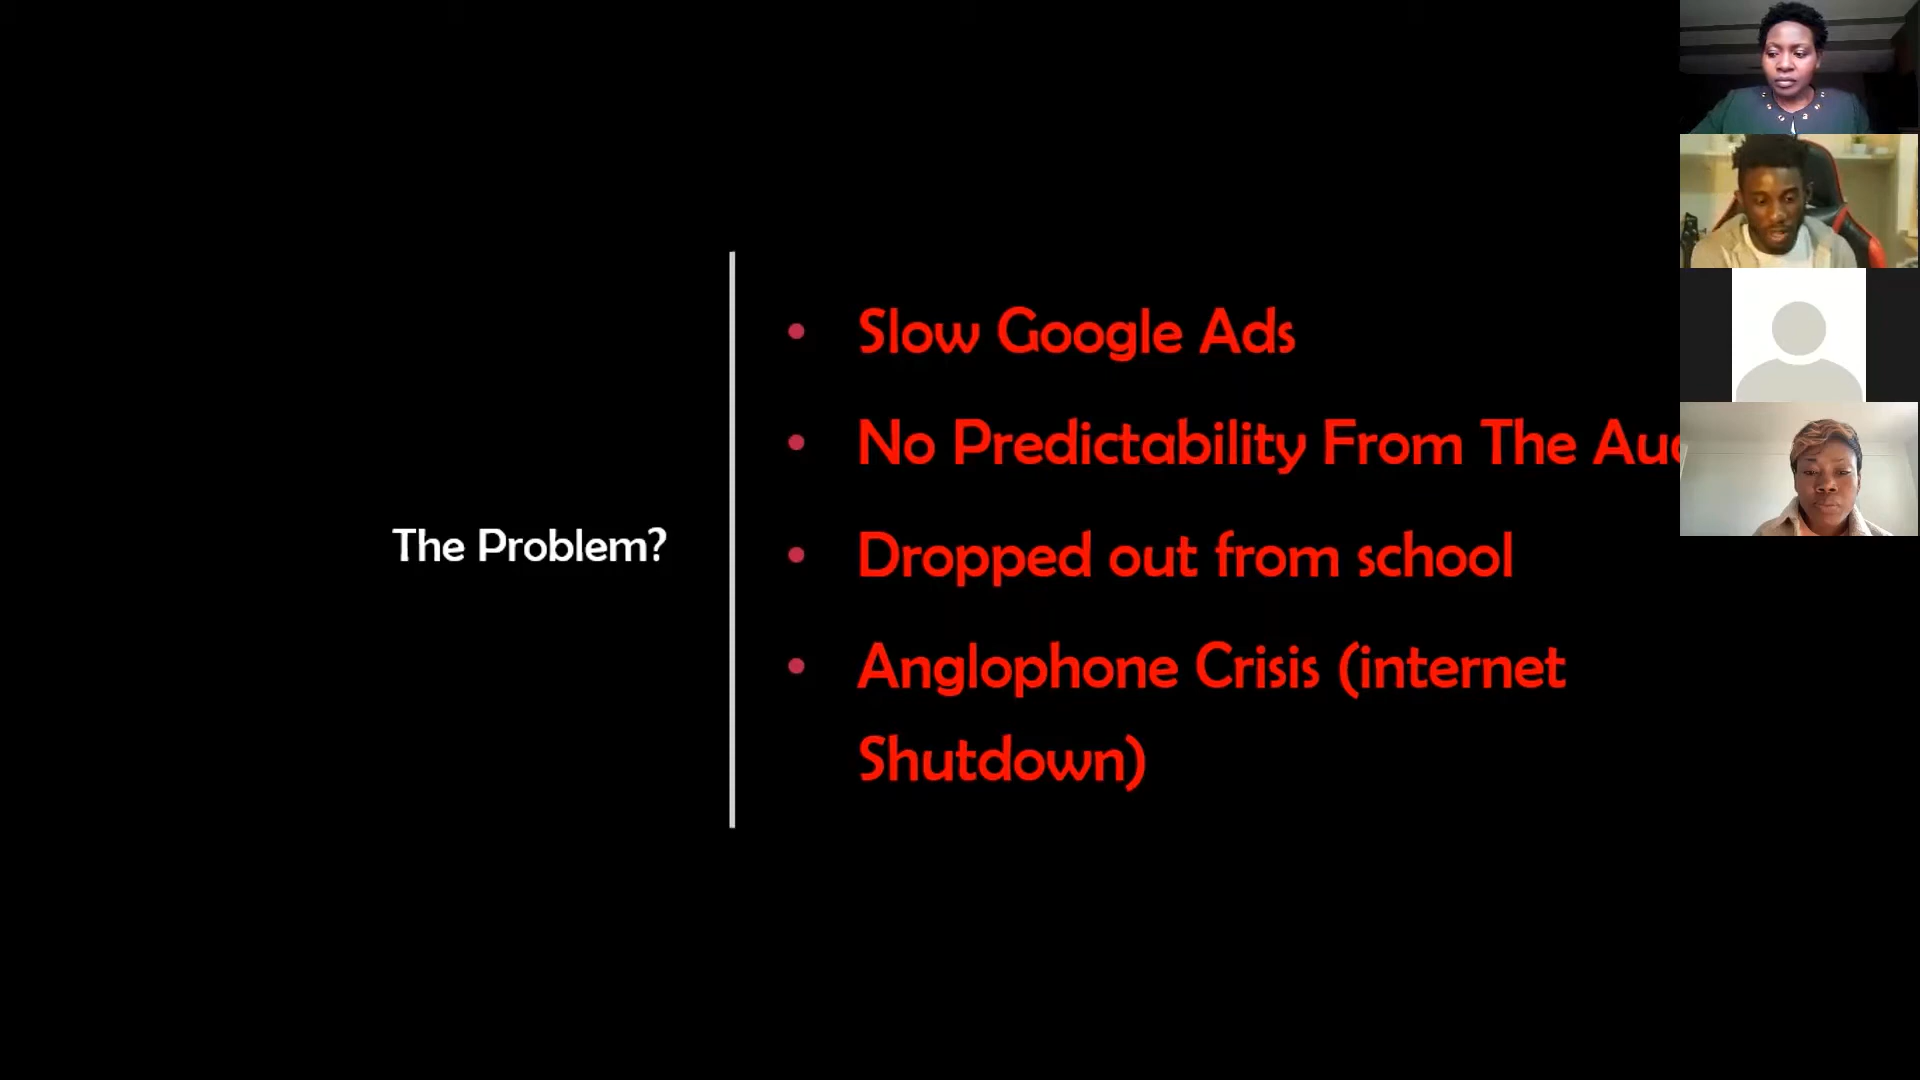 The Problem?
• Slow Google Ads
• No Predictability From The
• Dropped out from school
• Anglophone Crisis (internet
Shutdown)